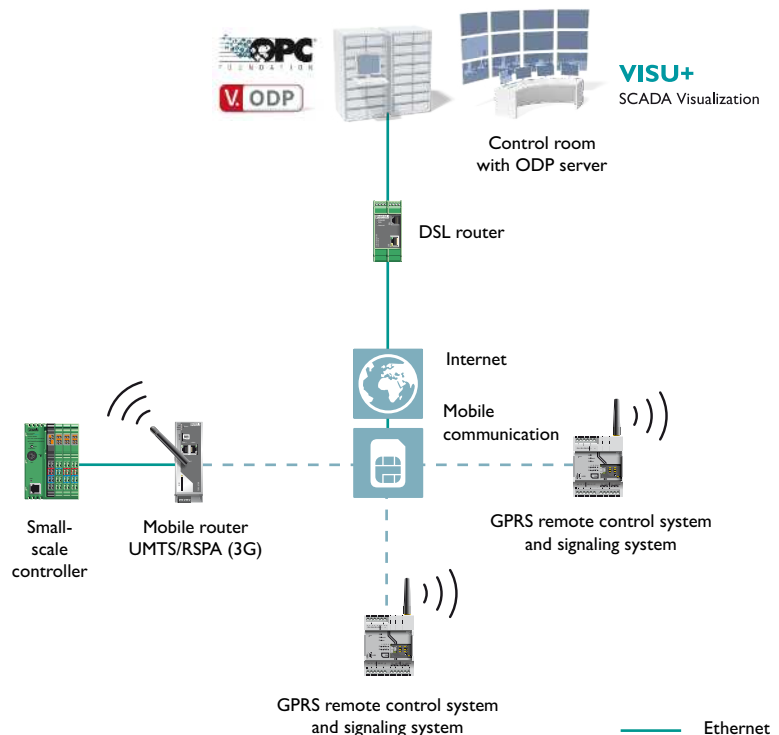 OPC
FOUNDATION
V. ODP
VISU+
SCADA Visualization
Control room
with ODP server
DSL router
Internet
Mobile
communication
Small-
scale
controller
Mobile router
UMTS/RSPA (3G)
GPRS remote control system
and signaling system
GPRS remote control system
and signaling system
Ethernet